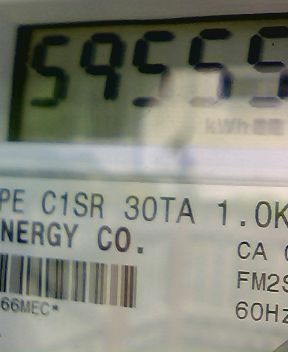 59555
kWh
PE C1SR 30TA 1.0K
NERGY CO.
CA
FM2S
66MEC*
60Hz